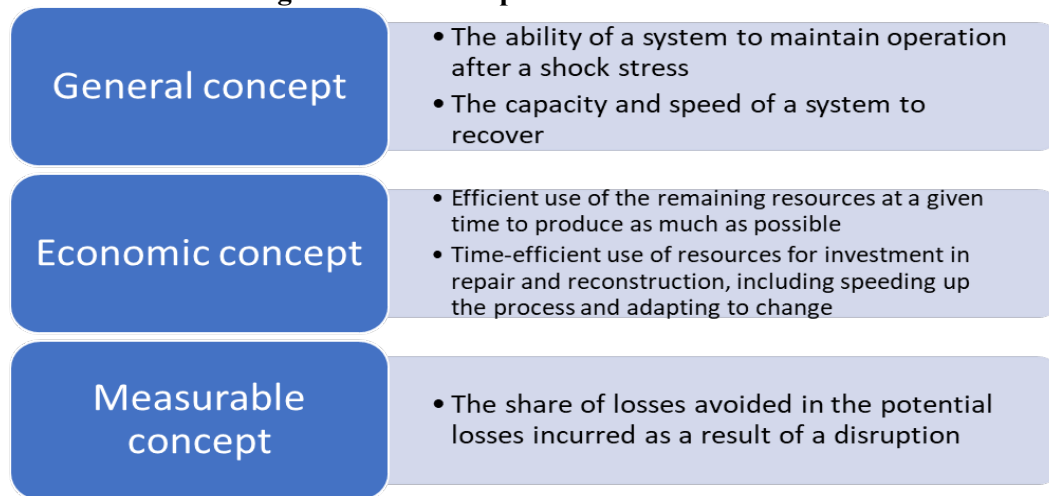 General concept
• The ability of a system to maintain operation
after a shock stress
• The capacity and speed of a system to
recover
Economic concept
• Efficient use of the remaining resources at a given
time to produce as much as possible
• Time-efficient use of resources for investment in
repair and reconstruction, including speeding up
the process and adapting to change
Measurable
concept
• The share of losses avoided in the potential
losses incurred as a result of a disruption